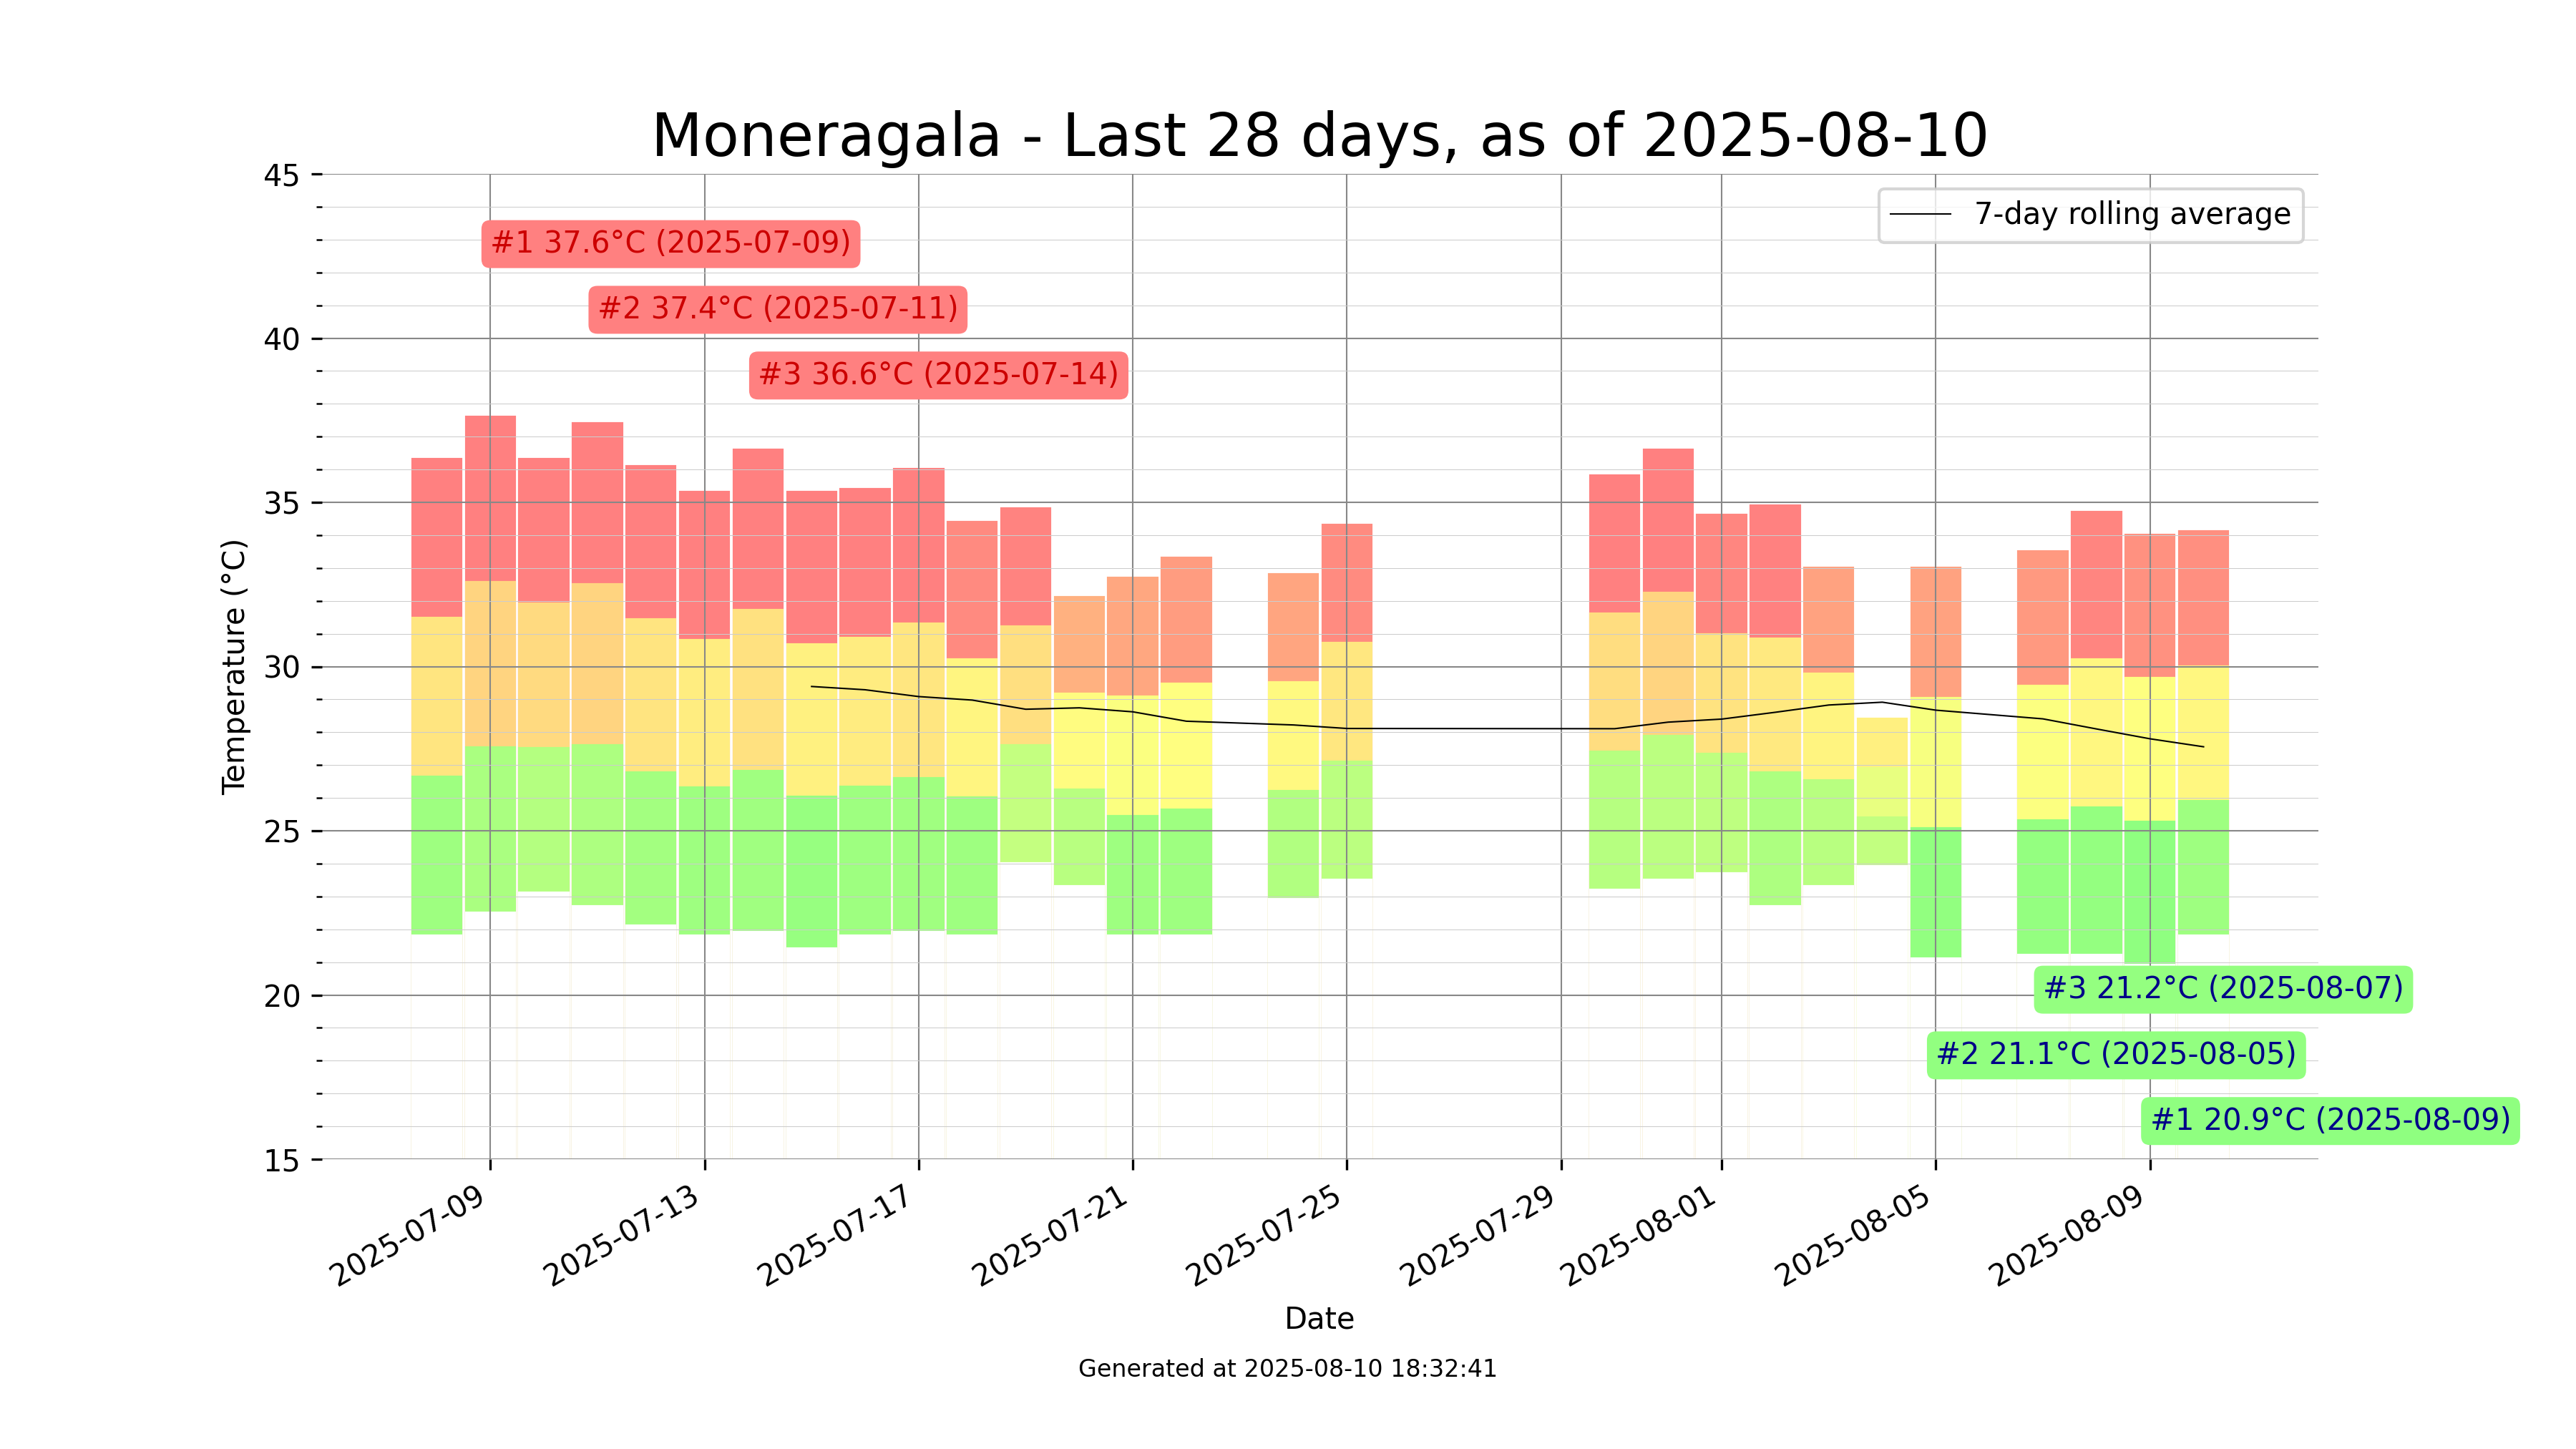 Moneragala - Last 28 days, as of 2025-08-10
45
40
35
30
25
20
15
Temperature (°C)
7-day rolling average
#1 37.6°C (2025-07-09)
#2 37.4°C (2025-07-11)
#3 36.6°C (2025-07-14)
#3 21.2°C (2025-08-07)
#2 21.1°C (2025-08-05)
#1 20.9°C (2025-08-09)
2025-07-09
2025-07-13
2025-07-17
2025-07-21
2025-07-25
2025-07-29
2025-08-01
2025-08-05
2025-08-09
Date
Generated at 2025-08-10 18:32:41